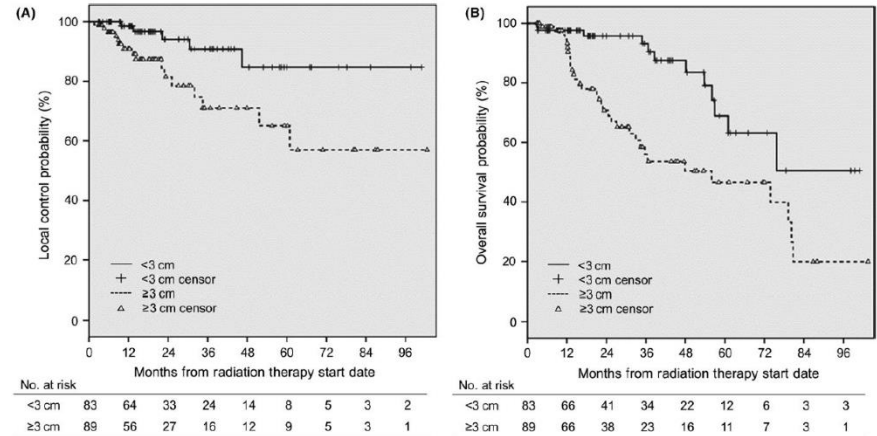 (A)
Local control probability (%)
100
80
60
40
20
0
<3 cm
<3 cm censor
≥3 cm
≥3 cm censor
0 12 24 36 48 60 72 84 96
Months from radiation therapy start date
No. at risk
<3 cm 83 64 33 24 14 8 5 3 2
≥3 cm 89 56 27 16 12 9 5 3 1
(B)
Overall survival probability (%)
100
80
60
40
20
0
<3 cm
<3 cm censor
≥3 cm
≥3 cm censor
0 12 24 36 48 60 72 84 96
Months from radiation therapy start date
No. at risk
<3 cm 83 66 41 34 22 12 6 3 3
≥3 cm 89 66 38 23 16 11 7 3 1